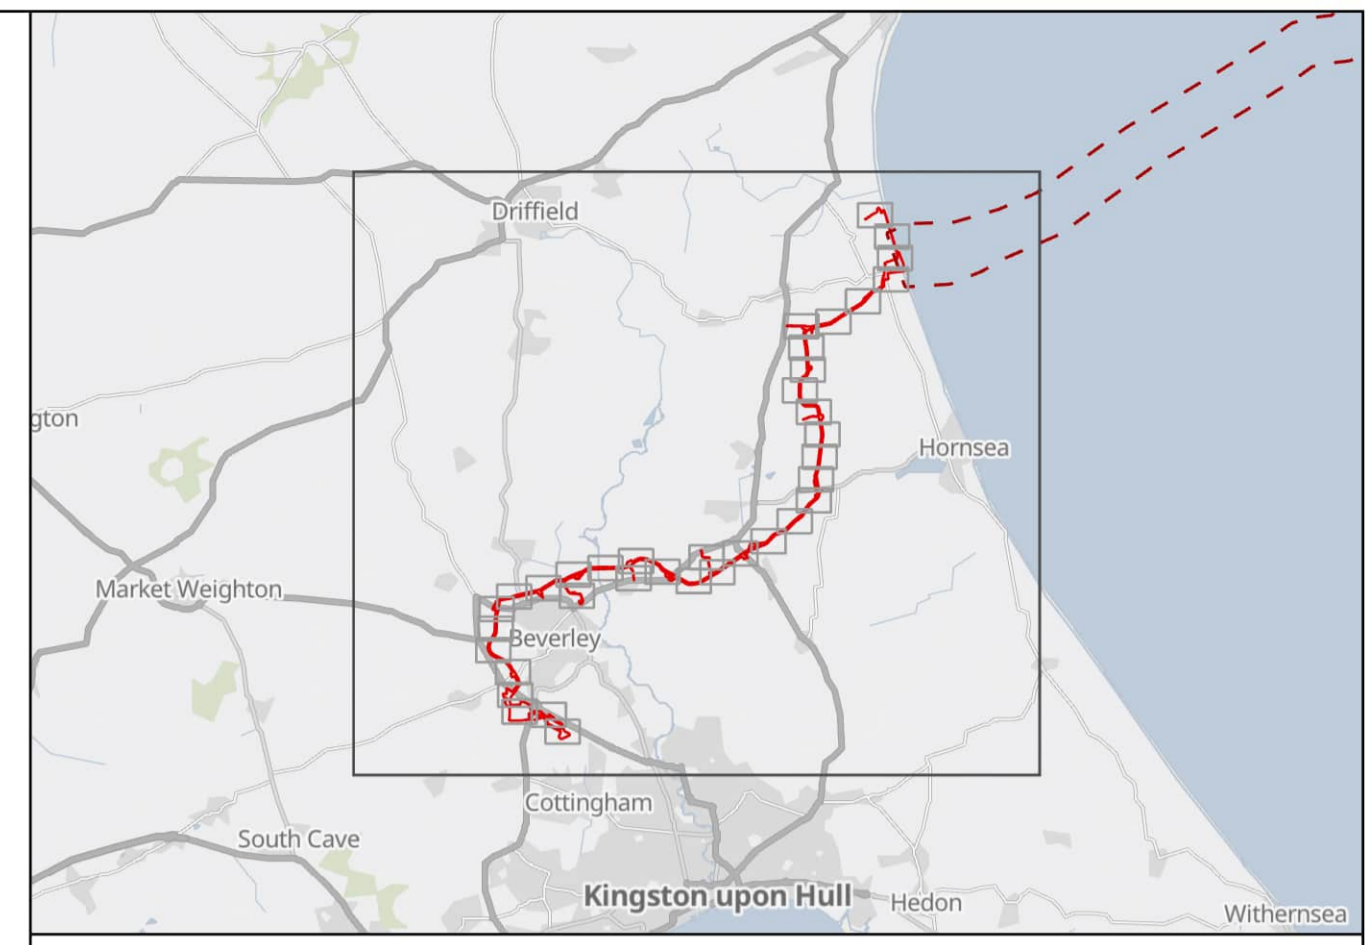 Driffield
gton
Hornsea
Market Weighton
Beverley
Cottingham
South Cave
Kingston upon Hull
Hedon
Withernsea